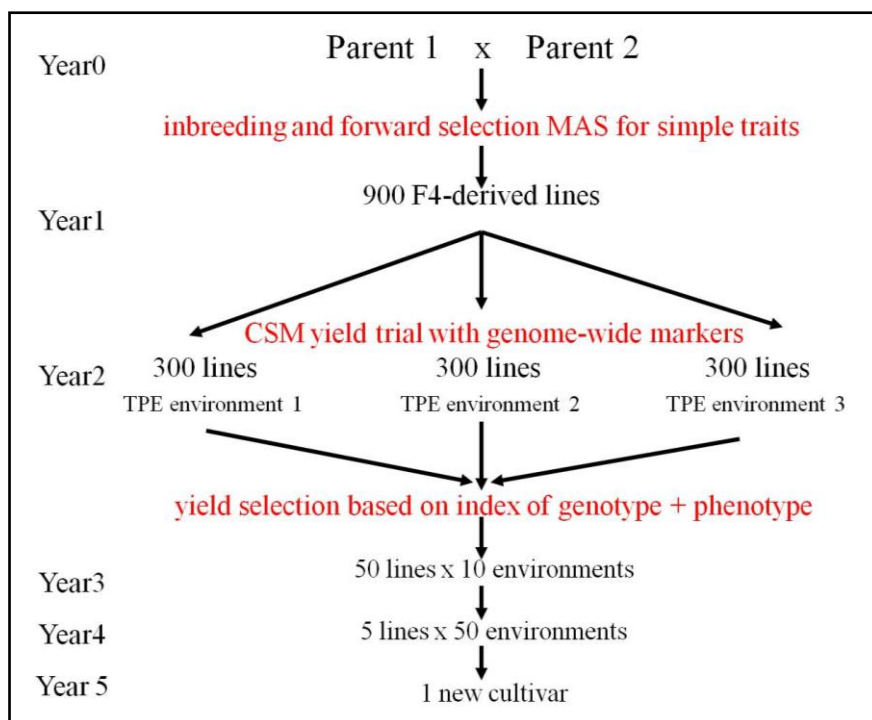 Parent 1 x Parent 2
Year0
inbreeding and forward selection MAS for simple traits
900 F4-derived lines
Year1
CSM yield trial with genome-wide markers
300 lines 300 lines 300 lines
Year2
TPE environment 1 TPE environment 2 TPE environment 3
yield selection based on index of genotype + phenotype
50 lines x 10 environments
Year3
5 lines x 50 environments
Year4
Year 5
1 new cultivar